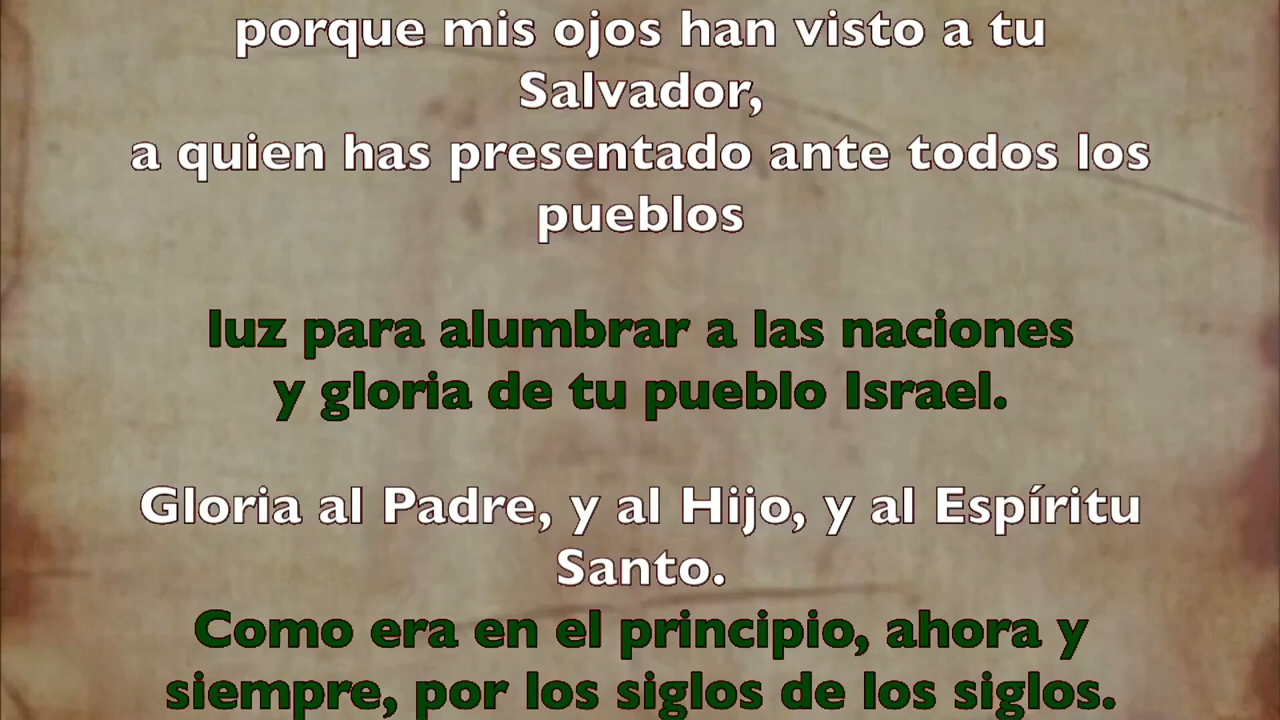 porque mis ojos han visto a tu
Salvador,
a quien has presentado ante todos los
pueblos
luz para alumbrar a las naciones
y gloria de tu pueblo Israel.
Gloria al Padre, y al Hijo, y al Espíritu
Santo.
Como era en el principio, ahora y
siempre, por los siglos de los siglos.